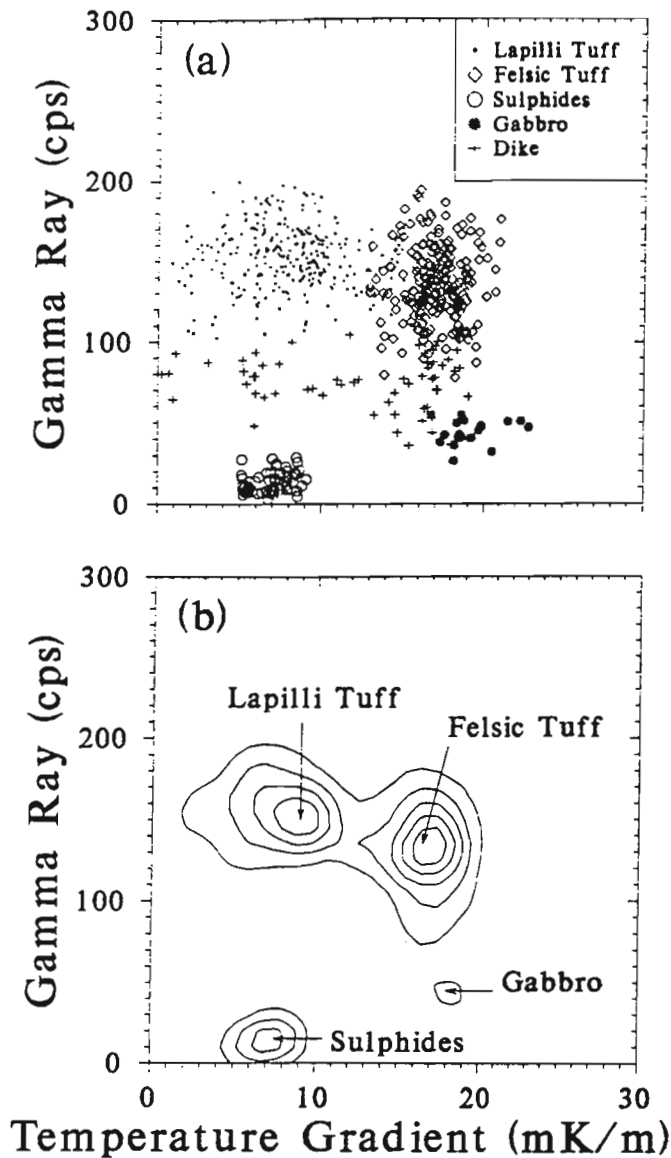 300
(a)
Lapilli Tuff
Felsic Tuff
Sulphides
Gabbro
Dike
200
100
0
Gamma Ray (cps)
300
(b)
Lapilli Tuff
Felsic Tuff
200
100
Gabbro
Sulphides
0
Gamma Ray (cps)
0 10 20 30
Temperature Gradient (mK/m)